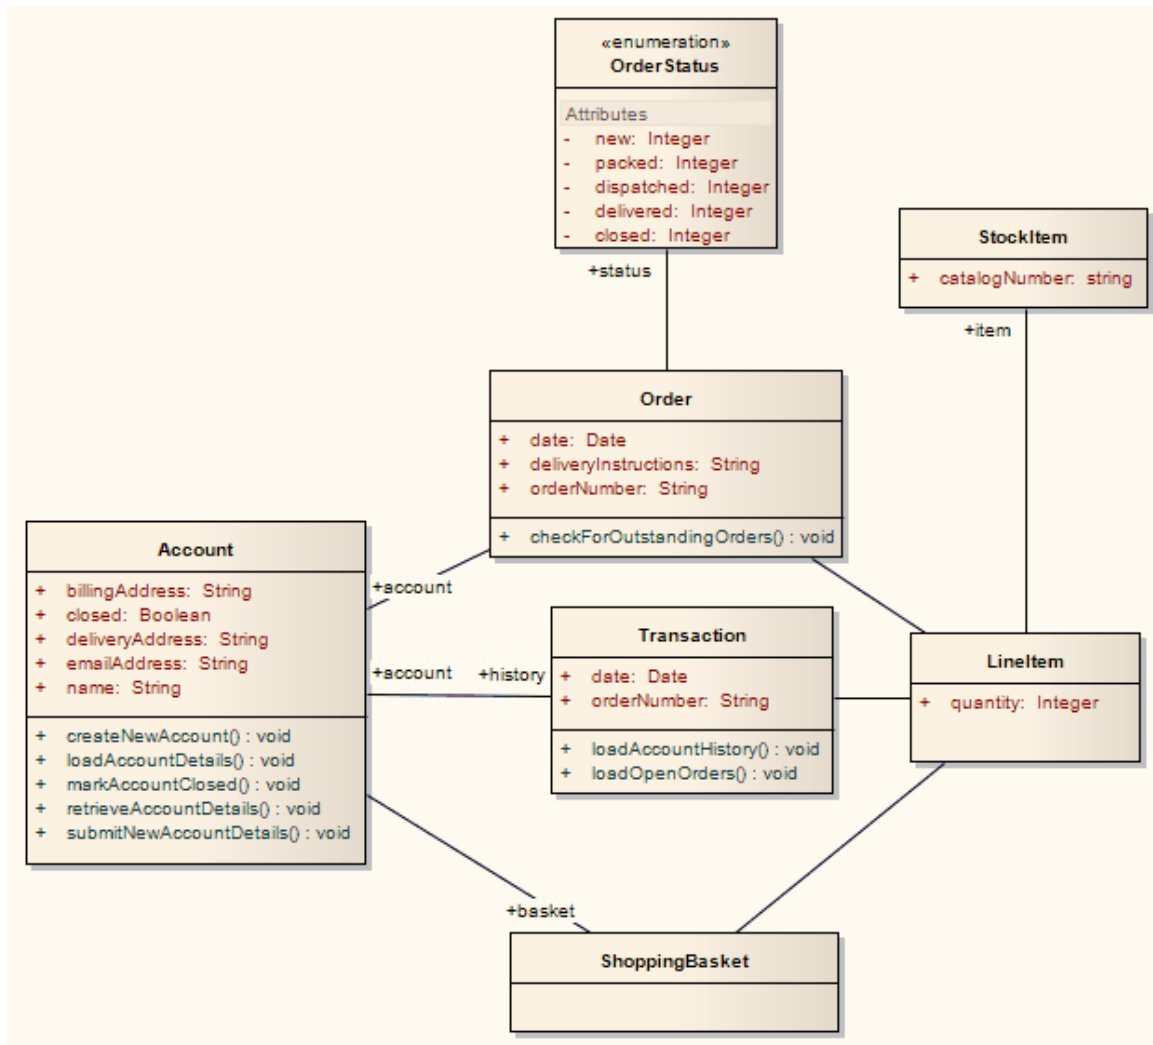 «enumeration»
OrderStatus
Attributes
- new: Integer
- packed: Integer
- dispatched: Integer
- delivered: Integer
- closed: Integer
+status
StockItem
+ catalogNumber: string
+item
Order
+ date: Date
+ deliveryInstructions: String
+ orderNumber: String
+ checkForOutstandingOrders() : void
Account
+ billingAddress: String
+ closed: Boolean
+ deliveryAddress: String
+ emailAddress: String
+ name: String
+ createNewAccount() : void
+ loadAccountDetails() : void
+ markAccountClosed() : void
+ retrieveAccountDetails() : void
+ submitNewAccountDetails() : void
+account
+account
+history
Transaction
+ date: Date
+ orderNumber: String
+ loadAccountHistory() : void
+ loadOpenOrders() : void
LineItem
+ quantity: Integer
+basket
ShoppingBasket